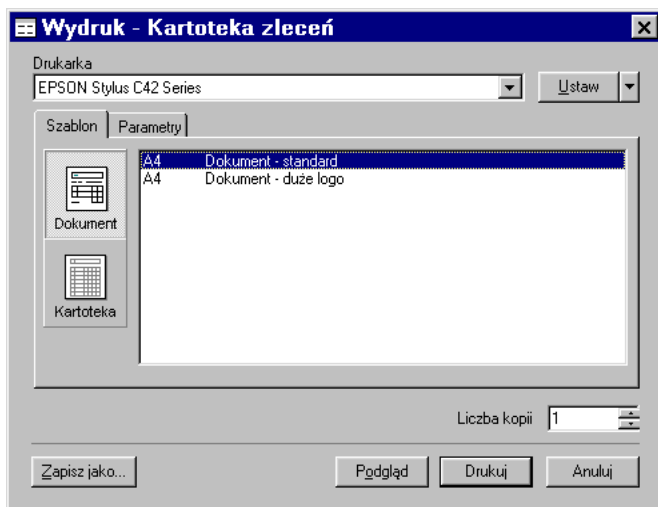 Wydruk - Kartoteka zleceń
Drukarka
EPSON Stylus C42 Series
Ustaw
Szablon Parametry
A4 Dokument - standard
A4 Dokument - duże logo
Dokument
Kartoteka
Liczba kopii 1
Zapisz jako... Podgląd Drukuj Anuluj